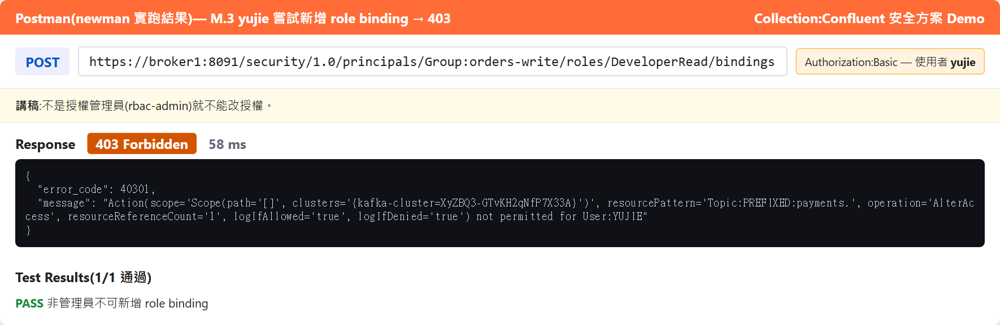 Postman(newman 實跑結果)— M.3 yujie 嘗試新增 role binding → 403
Collection:Confluent 安全方案 Demo
POST
https://broker1:8091/security/1.0/principals/Group:orders-write/roles/DeveloperRead/bindings
Authorization:Basic — 使用者 yujie
講稿:不是授權管理員(rbac-admin)就不能改授權。
Response 403 Forbidden 58 ms
{
"error_code": 40301,
"message": "Action(scope='Scope(path='[]', clusters='{kafka-cluster=XyZBQ3-GTvKH2qNfP7X33A}')', resourcePattern='Topic:PREFIXED:payments.', operation='AlterAc
cess', resourceReferenceCount='1', logIfAllowed='true', logIfDenied='true') not permitted for User:YUJIE"
}
Test Results(1/1 通過)
PASS 非管理員不可新增 role binding